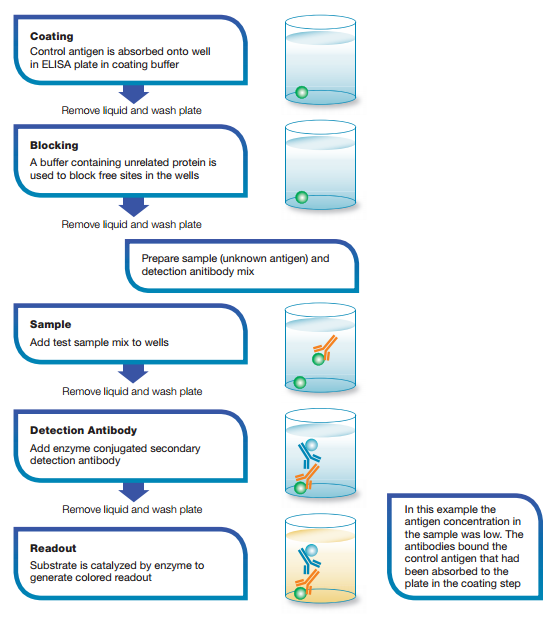 Coating
Control antigen is absorbed onto well
in ELISA plate in coating buffer
Remove liquid and wash plate
Blocking
A buffer containing unrelated protein is
used to block free sites in the wells
Remove liquid and wash plate
Prepare sample (unknown antigen) and
detection anitibody mix
Sample
Add test sample mix to wells
Remove liquid and wash plate
Detection Antibody
Add enzyme conjugated secondary
detection antibody
Remove liquid and wash plate
Readout
Substrate is catalyzed by enzyme to
generate colored readout
In this example the
antigen concentration in
the sample was low. The
antibodies bound the
control antigen that had
been absorbed to the
plate in the coating step